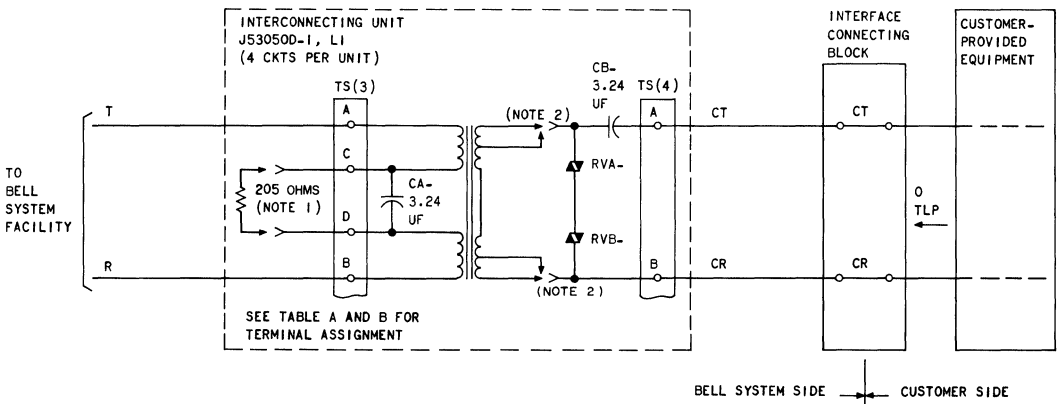 INTERCONNECTING UNIT
J53050D-1, L1
(4 CKTS PER UNIT)
INTERFACE
CONNECTING
BLOCK
CUSTOMER-
PROVIDED
EQUIPMENT
TS(3)
CB-
3.24
UF
TS(4)
T
A
(NOTE 2)
A
CT
CT
C
RVA-
TO
BELL
SYSTEM
FACILITY
205 OHMS
(NOTE 1)
CA-
3.24
UF
0
TLP
D
RVB-
R
B
(NOTE 2)
B
CR
CR
SEE TABLE A AND B FOR
TERMINAL ASSIGNMENT
BELL SYSTEM SIDE
CUSTOMER SIDE